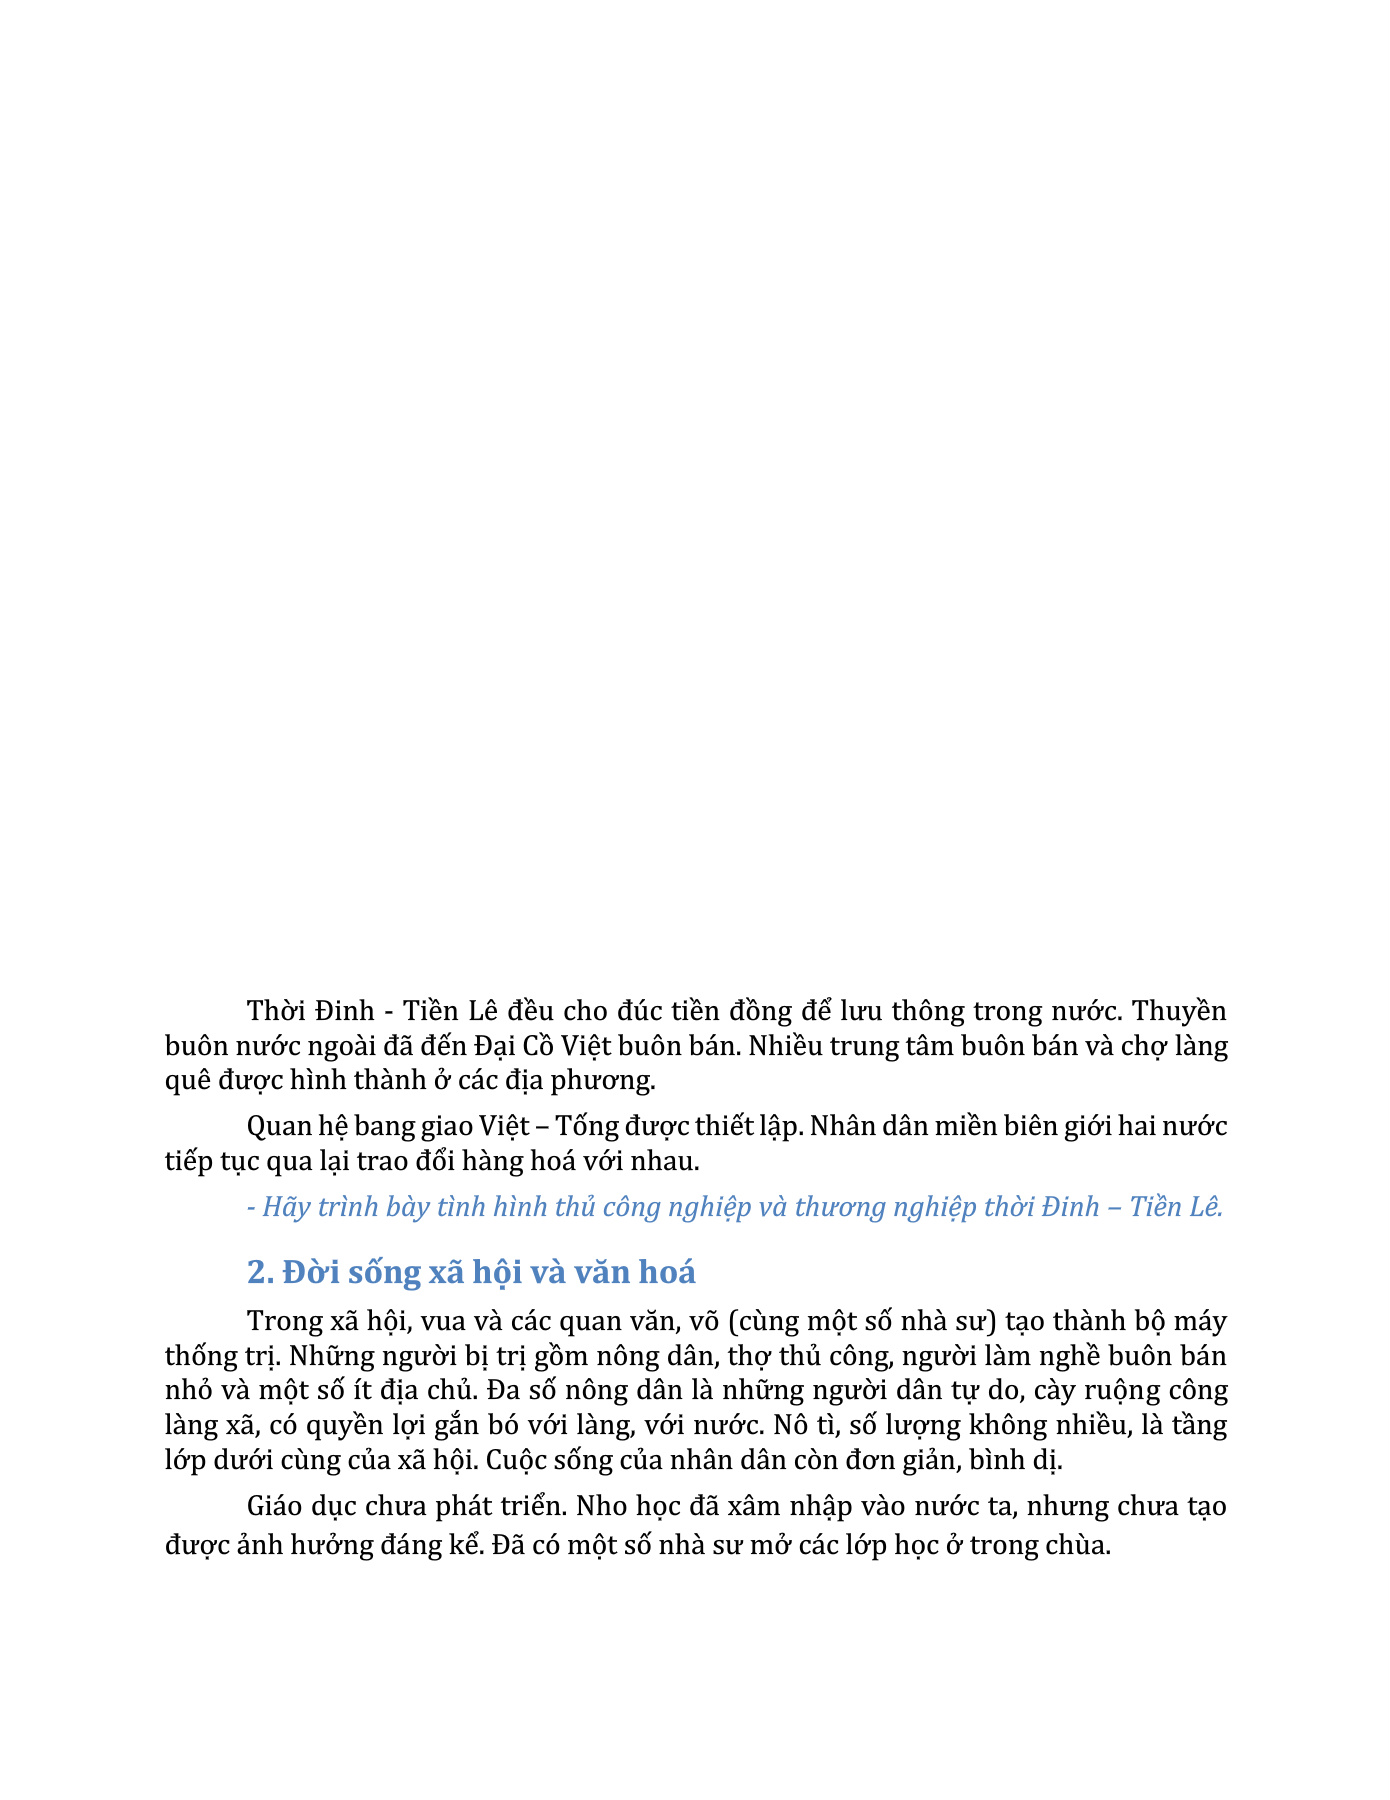 Thời Đinh - Tiền Lê đều cho đúc tiền đồng để lưu thông trong nước. Thuyền
buôn nước ngoài đã đến Đại Cồ Việt buôn bán. Nhiều trung tâm buôn bán và chợ làng
quê được hình thành ở các địa phương.
Quan hệ bang giao Việt – Tống được thiết lập. Nhân dân miền biên giới hai nước
tiếp tục qua lại trao đổi hàng hoá với nhau.
- Hãy trình bày tình hình thủ công nghiệp và thương nghiệp thời Đinh – Tiền Lê.
2. Đời sống xã hội và văn hoá
Trong xã hội, vua và các quan văn, võ (cùng một số nhà sư) tạo thành bộ máy
thống trị. Những người bị trị gồm nông dân, thợ thủ công, người làm nghề buôn bán
nhỏ và một số ít địa chủ. Đa số nông dân là những người dân tự do, cày ruộng công
làng xã, có quyền lợi gắn bó với làng, với nước. Nô tì, số lượng không nhiều, là tầng
lớp dưới cùng của xã hội. Cuộc sống của nhân dân còn đơn giản, bình dị.
Giáo dục chưa phát triển. Nho học đã xâm nhập vào nước ta, nhưng chưa tạo
được ảnh hưởng đáng kể. Đã có một số nhà sư mở các lớp học ở trong chùa.